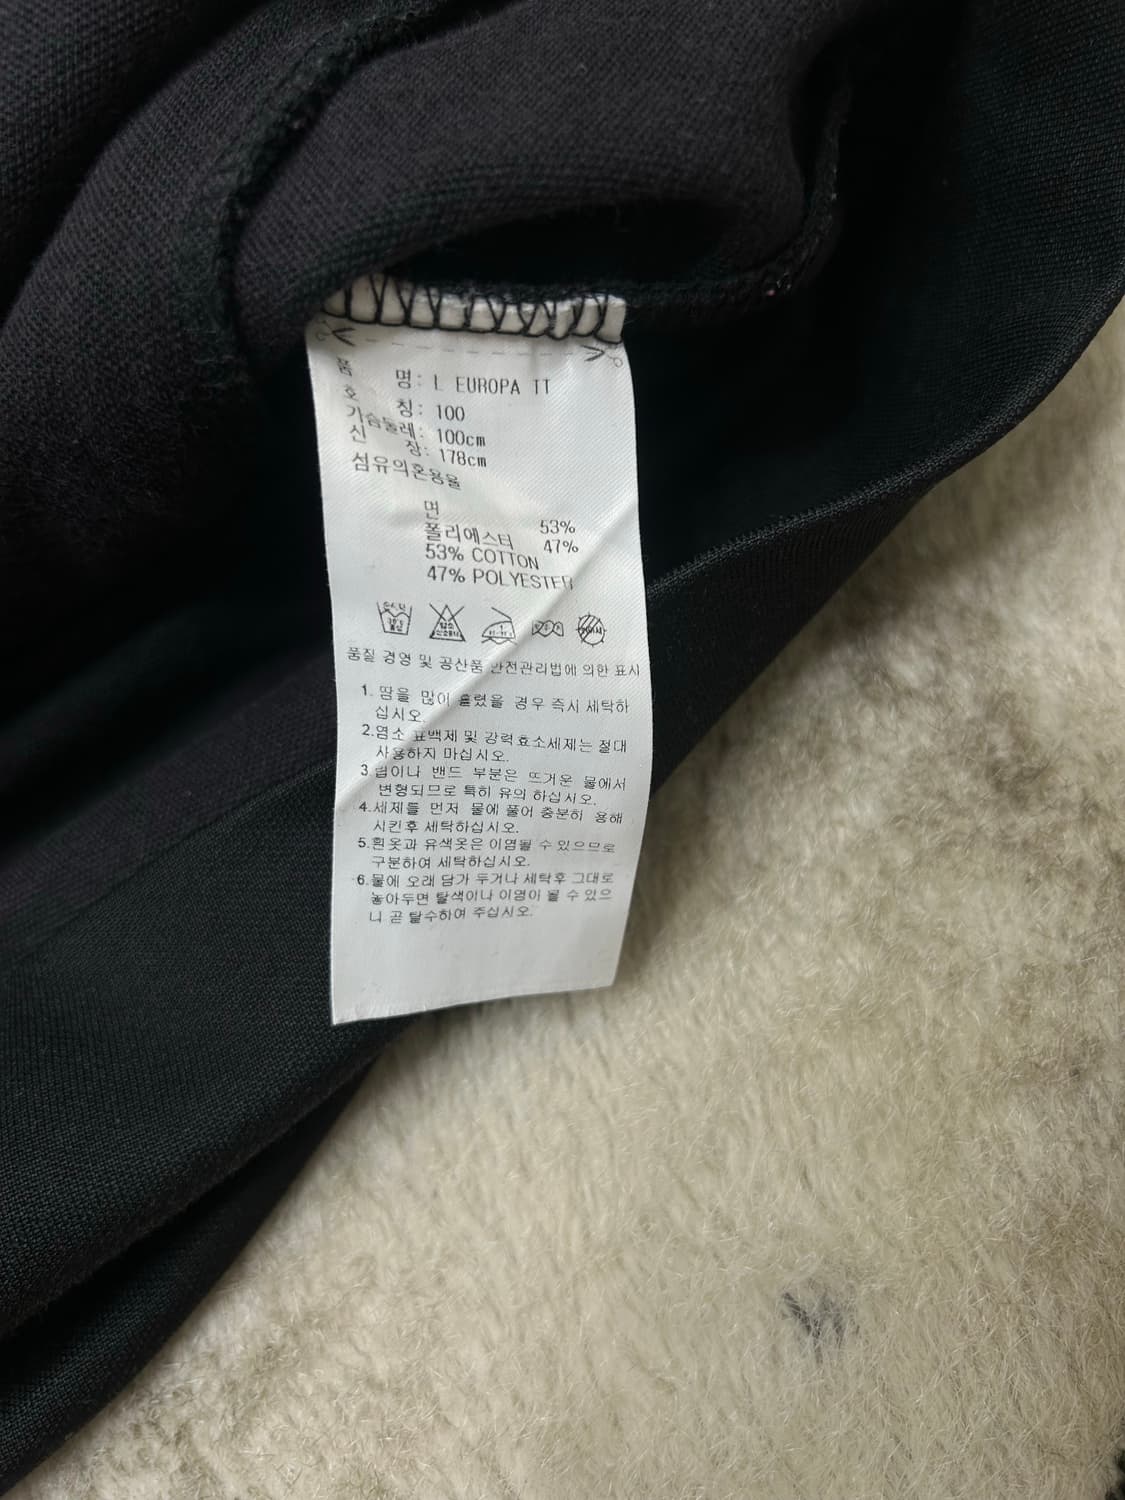 품 명: L EUROPA TT
호 칭: 100
가슴둘레: 100cm
신 장: 178cm
섬유의혼용율
면 53%
폴리에스터 47%
53% COTTON
47% POLYESTER
품질 경영 및 공산품 안전관리법에 의한 표시
1. 땀을 많이 흘렸을 경우 즉시 세탁하
십시오.
2.염소 표백제 및 강력효소세제는 절대
사용하지 마십시오.
3.립이나 밴드 부분은 뜨거운 물에서
변형되므로 특히 유의 하십시오.
4.세제를 먼저 물에 풀어 충분히 용해
시킨후 세탁하십시오.
5.흰옷과 유색옷은 이염될 수 있으므로
구분하여 세탁하십시오.
6.물에 오래 담가 두거나 세탁후 그대로
놓아두면 탈색이나 이염이 될 수 있으
니 곧 탈수하여 주십시오.